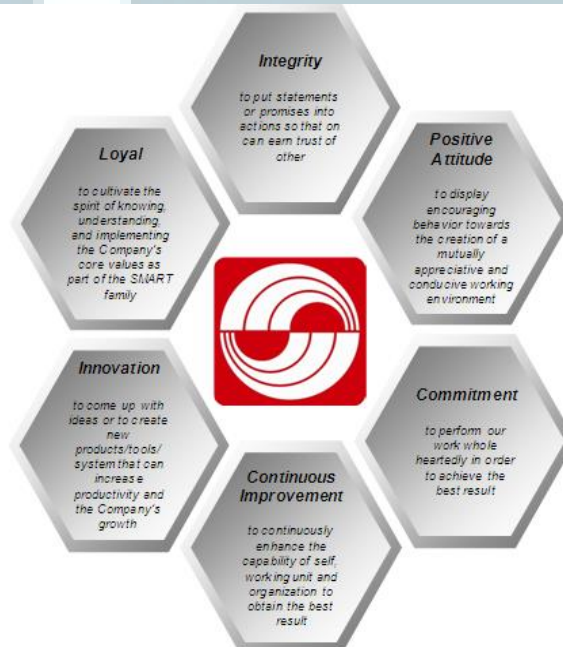 Integrity
to put statements
or promises into
actions so that on
can earn trust of
other
Positive
Attitude
to display
encouraging
behavior towards
the creation of a
mutually
appreciative and
conducive working
environment
Commitment
to perform our
work whole
heartedly in order
to achieve the
best result
Continuous
Improvement
to continuously
enhance the
capability of self,
working unit and
organization to
obtain the best
result
Innovation
to come up with
ideas or to create
new
products/tools/
system that can
increase
productivity and
the Company's
growth
Loyal
to cultivate the
spirit of knowing,
understanding,
and implementing
the Company's
core values as
part of the SMART
family